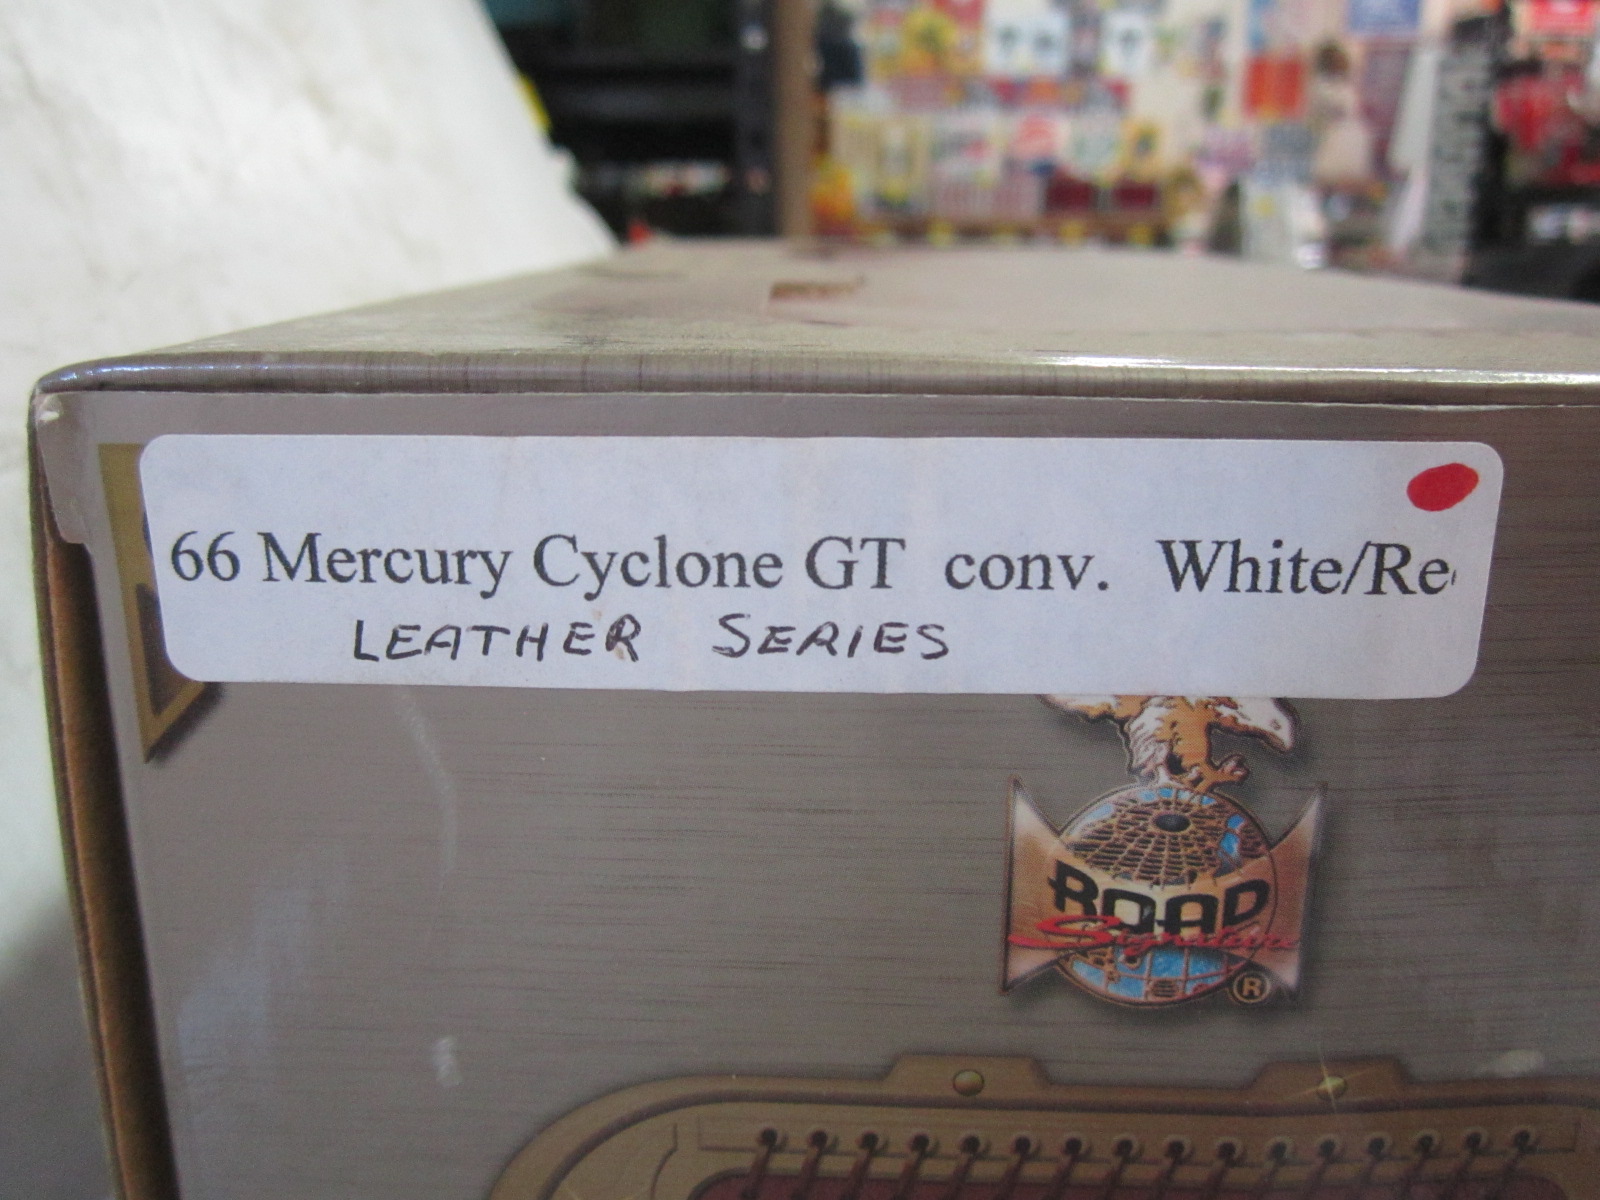 66 Mercury Cyclone GT conv. White/Re
LEATHER SERIES
ROAD
Signature
®